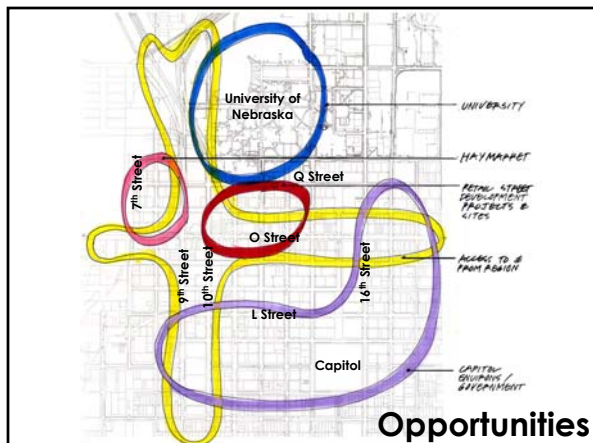 University of
Nebraska
UNIVERSITY
HAYMARKET
7th Street
Q Street
RETAIL STREET
DEVELOPMENT
PROJECTS &
SITES
O Street
ACCESS TO &
FROM REGION
9th Street
10th Street
16th Street
L Street
Capitol
CAPITOL
ENVIRONS /
GOVERNMENT
Opportunities